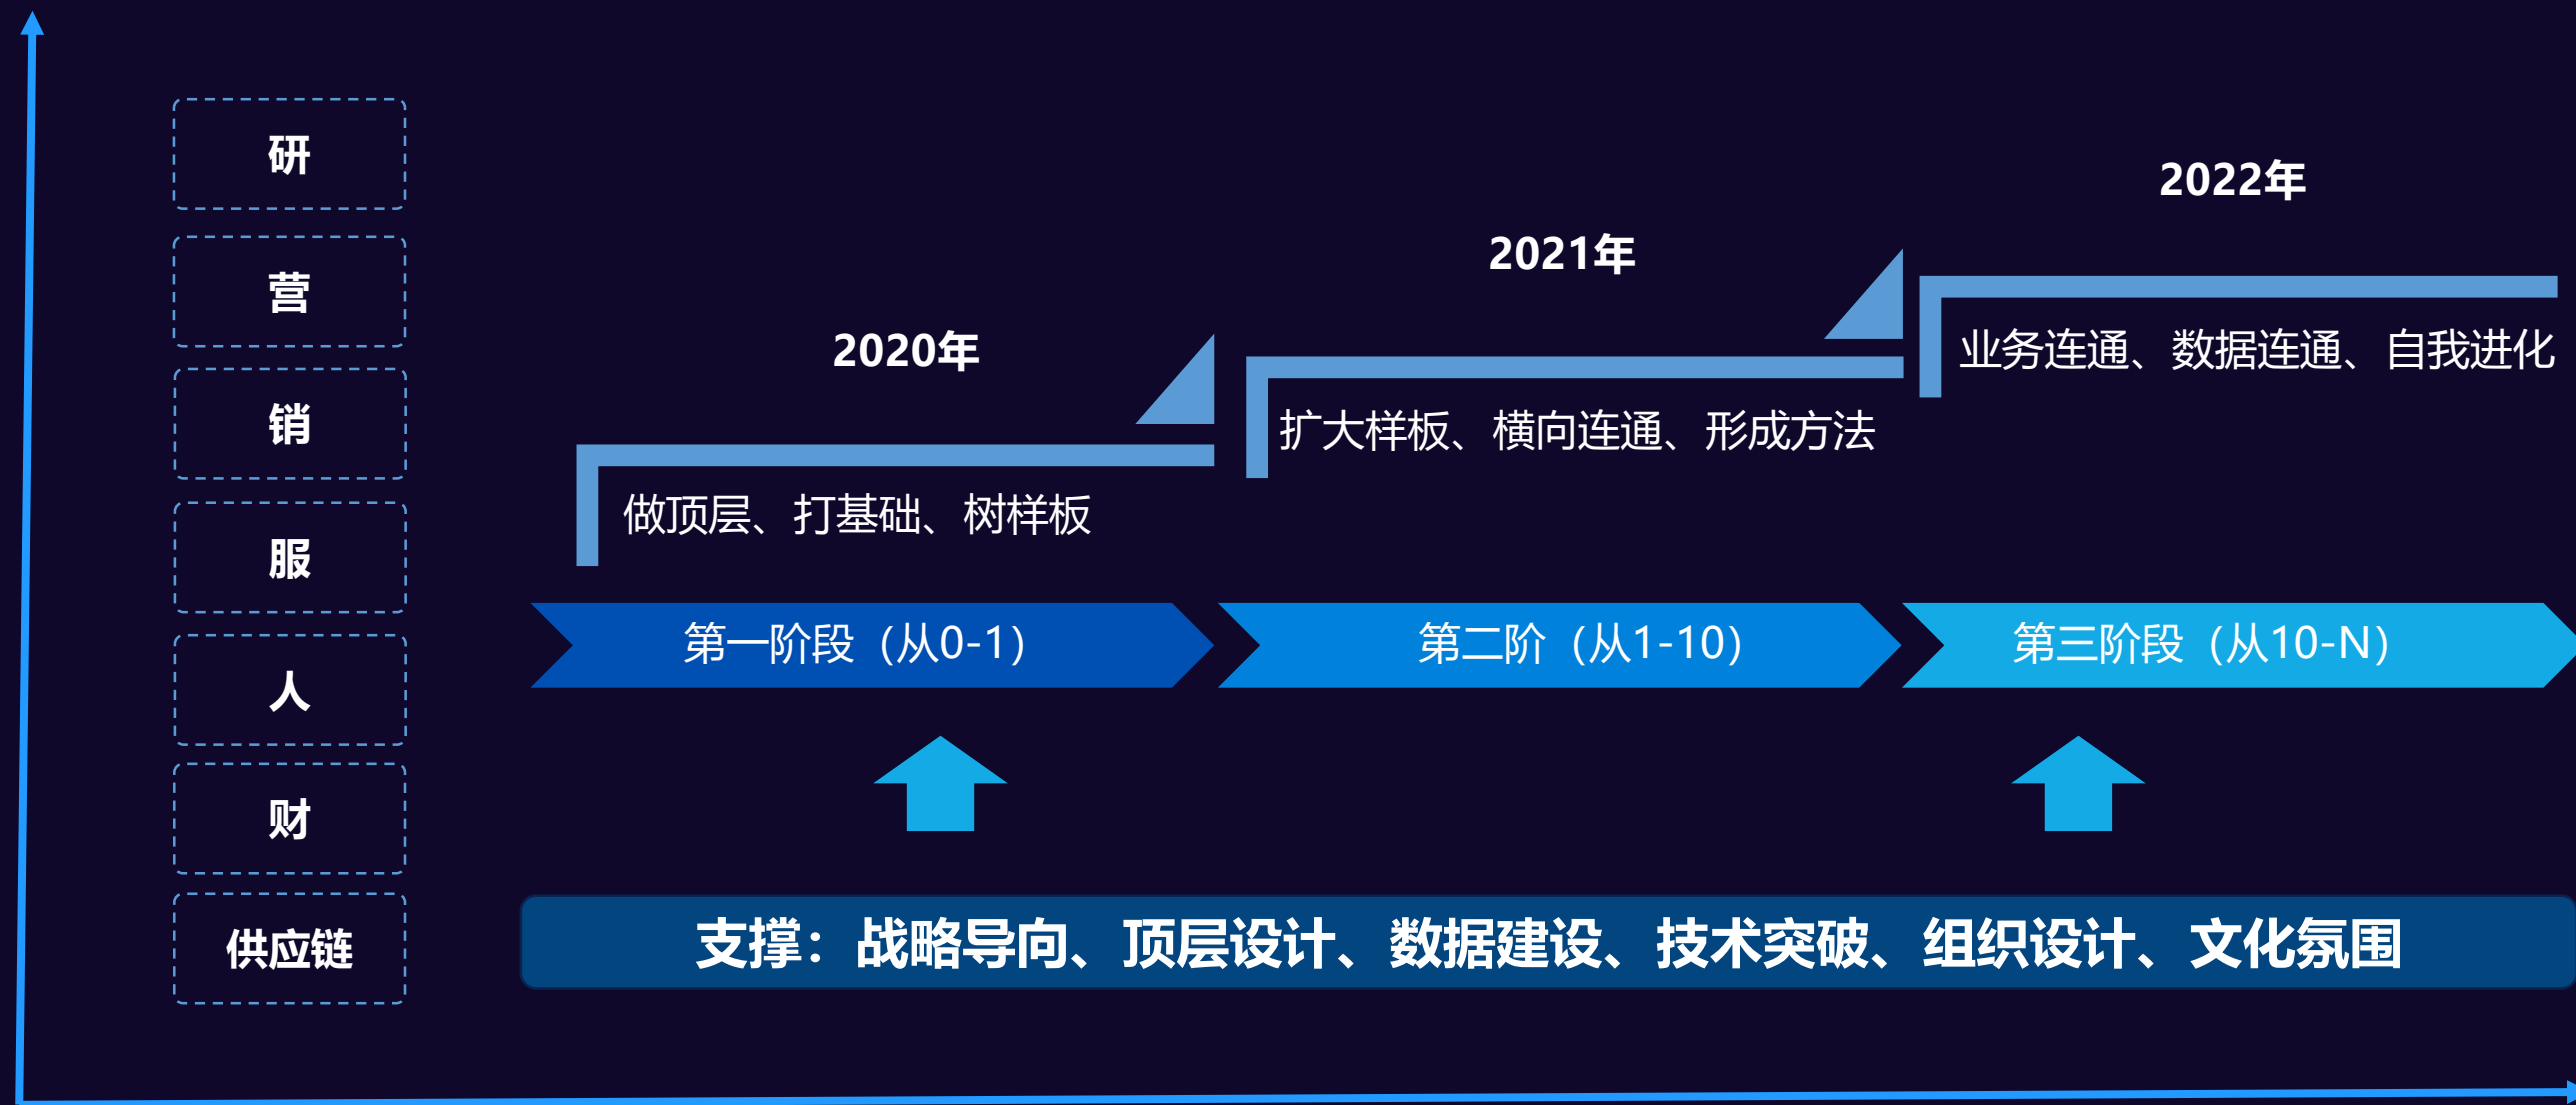 研
营
销
服
人
财
供应链
2020年
做顶层、打基础、树样板
2021年
扩大样板、横向连通、形成方法
2022年
业务连通、数据连通、自我进化
第一阶段（从0-1）
第二阶（从1-10）
第三阶段（从10-N）
支撑：战略导向、顶层设计、数据建设、技术突破、组织设计、文化氛围